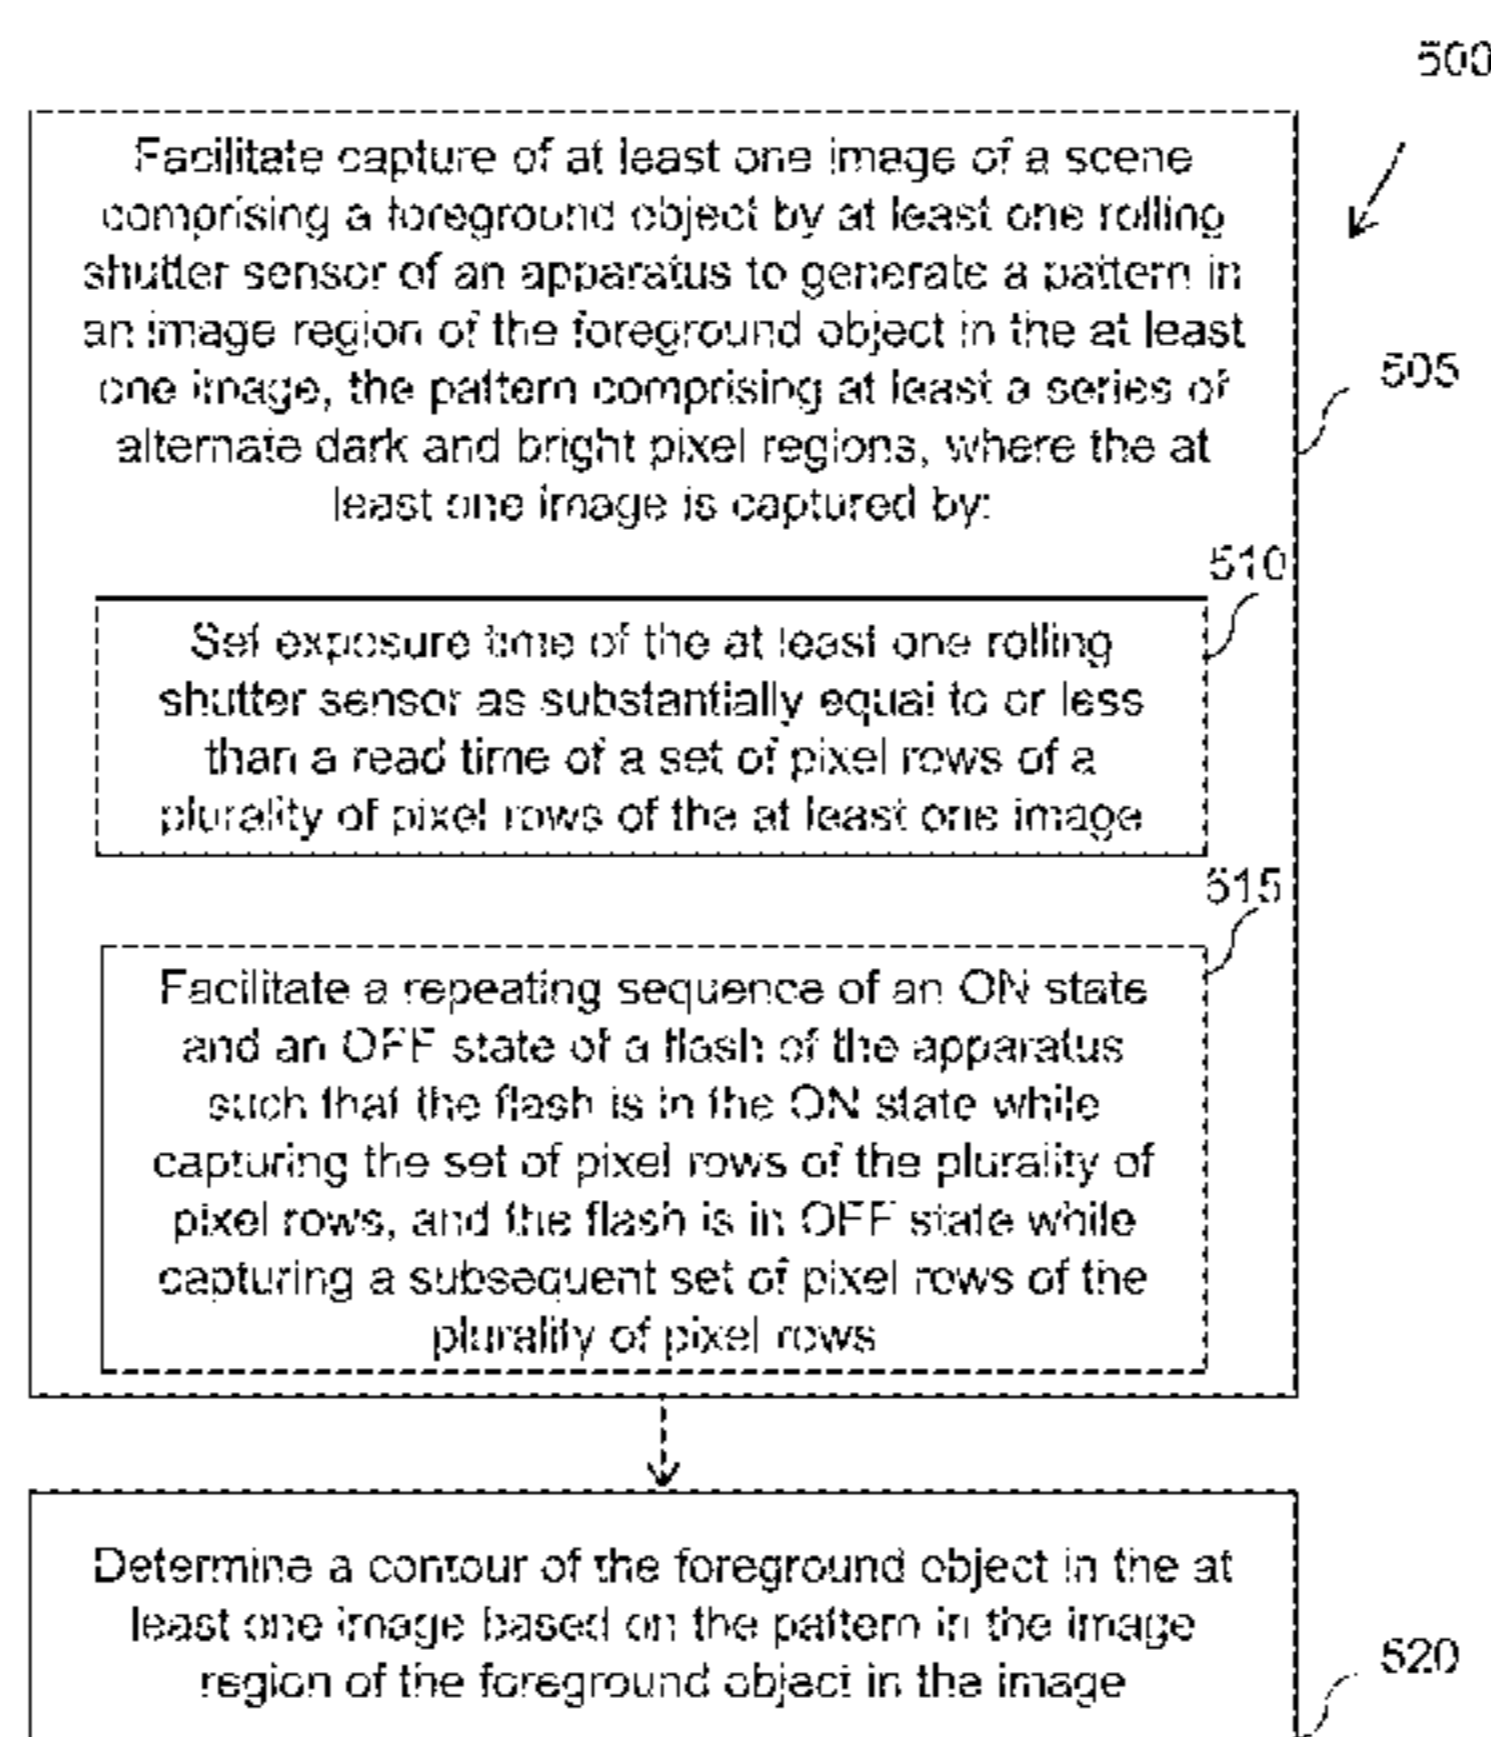 500
Facilitate capture of at least one image of a scene
comprising a foreground object by at least one rolling
shutter sensor of an apparatus to generate a pattern in
an image region of the foreground object in the at least
one image, the pattern comprising at least a series of
alternate dark and bright pixel regions, where the at
least one image is captured by:
505
510
Set exposure time of the at least one rolling
shutter sensor as substantially equal to or less
than a read time of a set of pixel rows of a
plurality of pixel rows of the at least one image
515
Facilitate a repeating sequence of an ON state
and an OFF state of a flash of the apparatus
such that the flash is in the ON state while
capturing the set of pixel rows of the plurality of
pixel rows, and the flash is in OFF state while
capturing a subsequent set of pixel rows of the
plurality of pixel rows
Determine a contour of the foreground object in the at
least one image based on the pattern in the image
region of the foreground object in the image
520